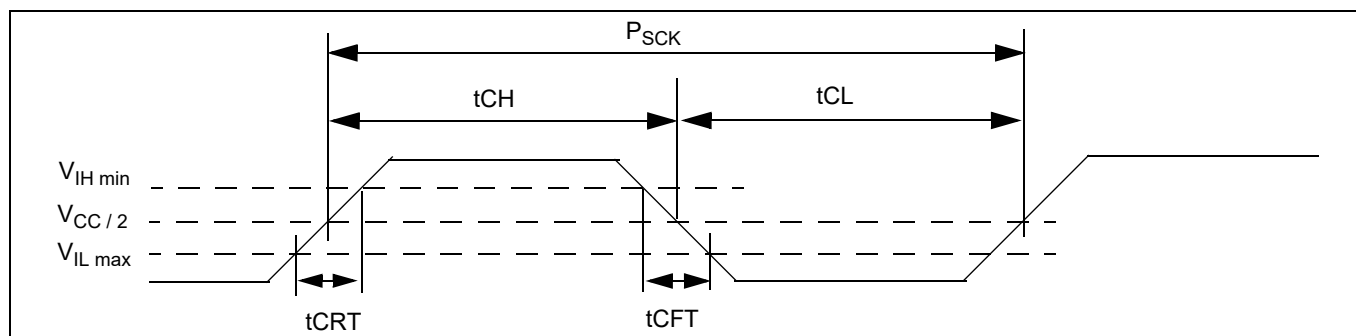 PSCK
tCH
tCL
VIH min
VCC / 2
VIL max
tCRT
tCFT